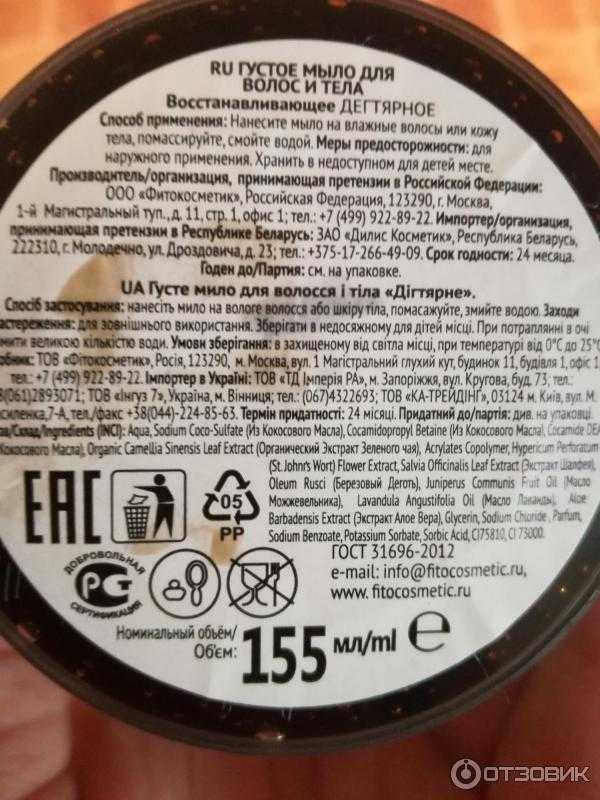 RU ГУСТОЕ МЫЛО ДЛЯ
ВОЛОС И ТЕЛА
Восстанавливающее ДЕГТЯРНОЕ
Способ применения: Нанесите мыло на влажные волосы или кожу
тела, помассируйте, смойте водой. Меры предосторожности: для
наружного применения. Хранить в недоступном для детей месте.
Производитель/организация, принимающая претензии в Российской Федерации:
ООО «Фитокосметик», Российская Федерация, 123290, г. Москва,
1-й Магистральный туп., д. 11, стр. 1, офис 1; тел.: +7 (499) 922-89-22. Импортер/организация,
принимающая претензии в Республике Беларусь: ЗАО «Дилис Косметик», Республика Беларусь,
222310, г. Молодечно, ул. Дроздовича, д. 23; тел.: +375-17-266-49-09. Срок годности: 24 месяца.
Годен до/Партия: см. на упаковке.
UA Густе мило для волосся і тіла «Дігтярне».
Спосіб застосування: нанесіть мило на вологе волосся або шкіру тіла, помасажуйте, змийте водою. Заходи
застереження: для зовнішнього використання. Зберігати в недосяжному для дітей місці. При потраплянні в очі
великою кількістю води. Умови зберігання: в захищеному від світла місці, при температурі від 0°С до 25°С
ТОВ «Фітокосметик», Росія, 123290, м. Москва, вул. 1 Магістральний глухий кут, будинок 11, будівля 1, офіс 1
тел.: +7 (499) 922-89-22. Імпортер в Україні: ТОВ «ТД Імперія РА», м. Запоріжжя, вул. Кругова, буд. 73; тел.:
(061)2893071; ТОВ «Інгуз 7», Україна, м. Вінниця; тел.: (067)4322693; ТОВ «КА-ТРЕЙДІНГ», 03124 м. Київ, вул. М.
7-А, тел./факс +38(044)-224-85-63. Термін придатності: 24 місяці. Придатний до/партія: див. на упаковці.
/Склад/Ingredients (INCI): Aqua, Sodium Coco-Sulfate (Из Кокосового Масла), Cocamidopropyl Betaine (Из Кокосового Масла), Cocamide DEA
Кокосового Масла), Organic Camellia Sinensis Leaf Extract (Органический Экстракт Зеленого чая), Acrylates Copolymer, Hypericum Perforatum
(St.John's Wort) Flower Extract, Salvia Officinalis Leaf Extract (Экстракт Шалфея),
Oleum Rusci (Березовый Деготь), Juniperus Communis Fruit Oil (Масло
Можжевельника), Lavandula Angustifolia Oil (Масло Лаванды), Aloe
Barbadensis Extract (Экстракт Алое Вера), Glycerin, Sodium Chloride , Parfum,
Sodium Benzoate, Potassium Sorbate, Sorbic Acid, CI75810, CI 73000.
EAC
05
PP
ГОСТ 31696-2012
e-mail: info@fitocosmetic.ru,
www.fitocosmetic.ru
ДОБРОВОЛЬНАЯ
СЕРТИФИКАЦИЯ
Номинальный объём/
Об'єм: 155 мл/ml ℮
ОТЗОВИК